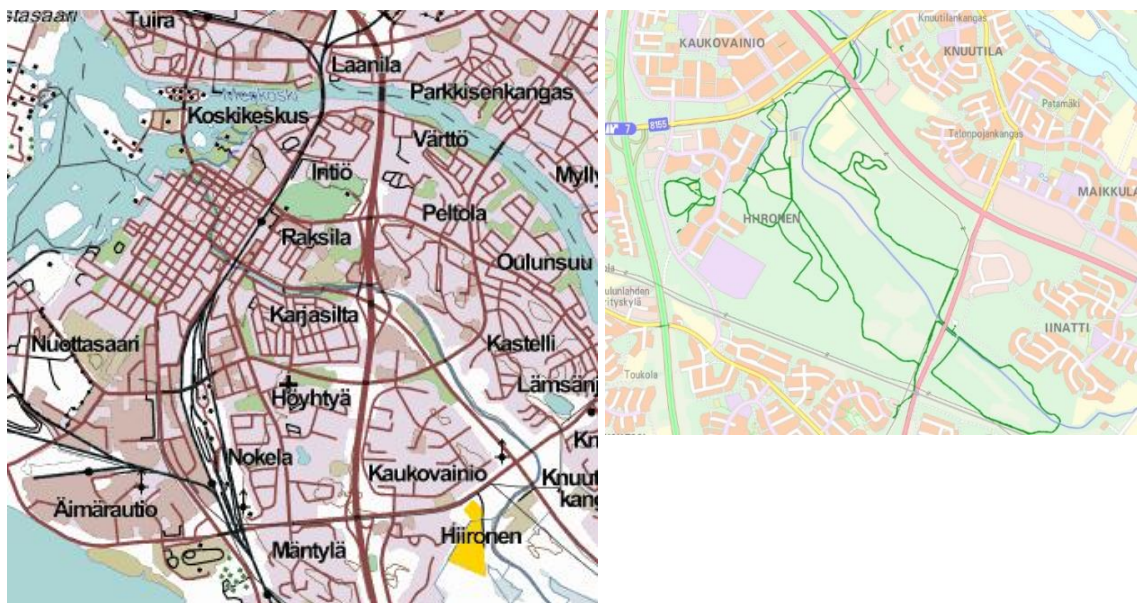 Tuira
Laanila
Parkkisenkangas
Merikoski
Koskikeskus
Värttö
Intiö
Peltola
Raksila
Oulunsuu
Karjasilta
Nuottasaari
Kastelli
Höyhtyä
Nokela
Kaukovainio
Äimärautio
Hiironen
Mäntylä
Knuutilankangas
KAUKOVAINIO
KNUUTILA
7
8155
Patamäki
Talonpojankangas
MAIKKULA
HIIRONEN
IINATTI
Toukola